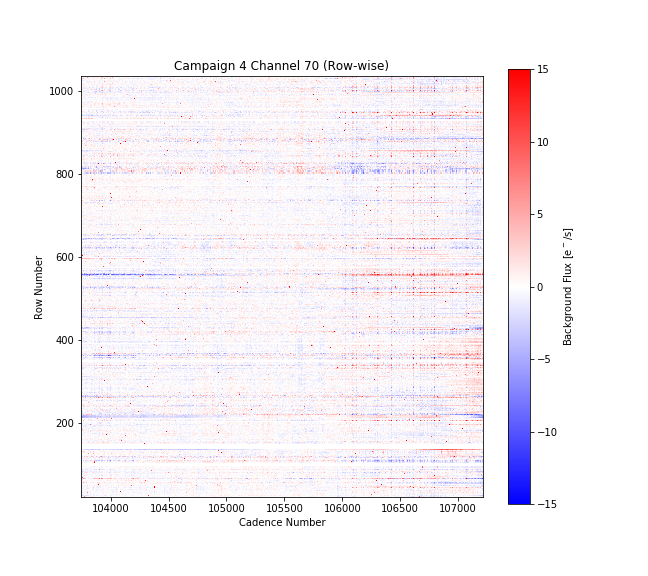 Campaign 4 Channel 70 (Row-wise)
1000
800
600
400
200
Row Number
104000 104500 105000 105500 106000 106500 107000
Cadence Number
15
10
5
0
−5
−10
−15
Background Flux [e⁻/s]